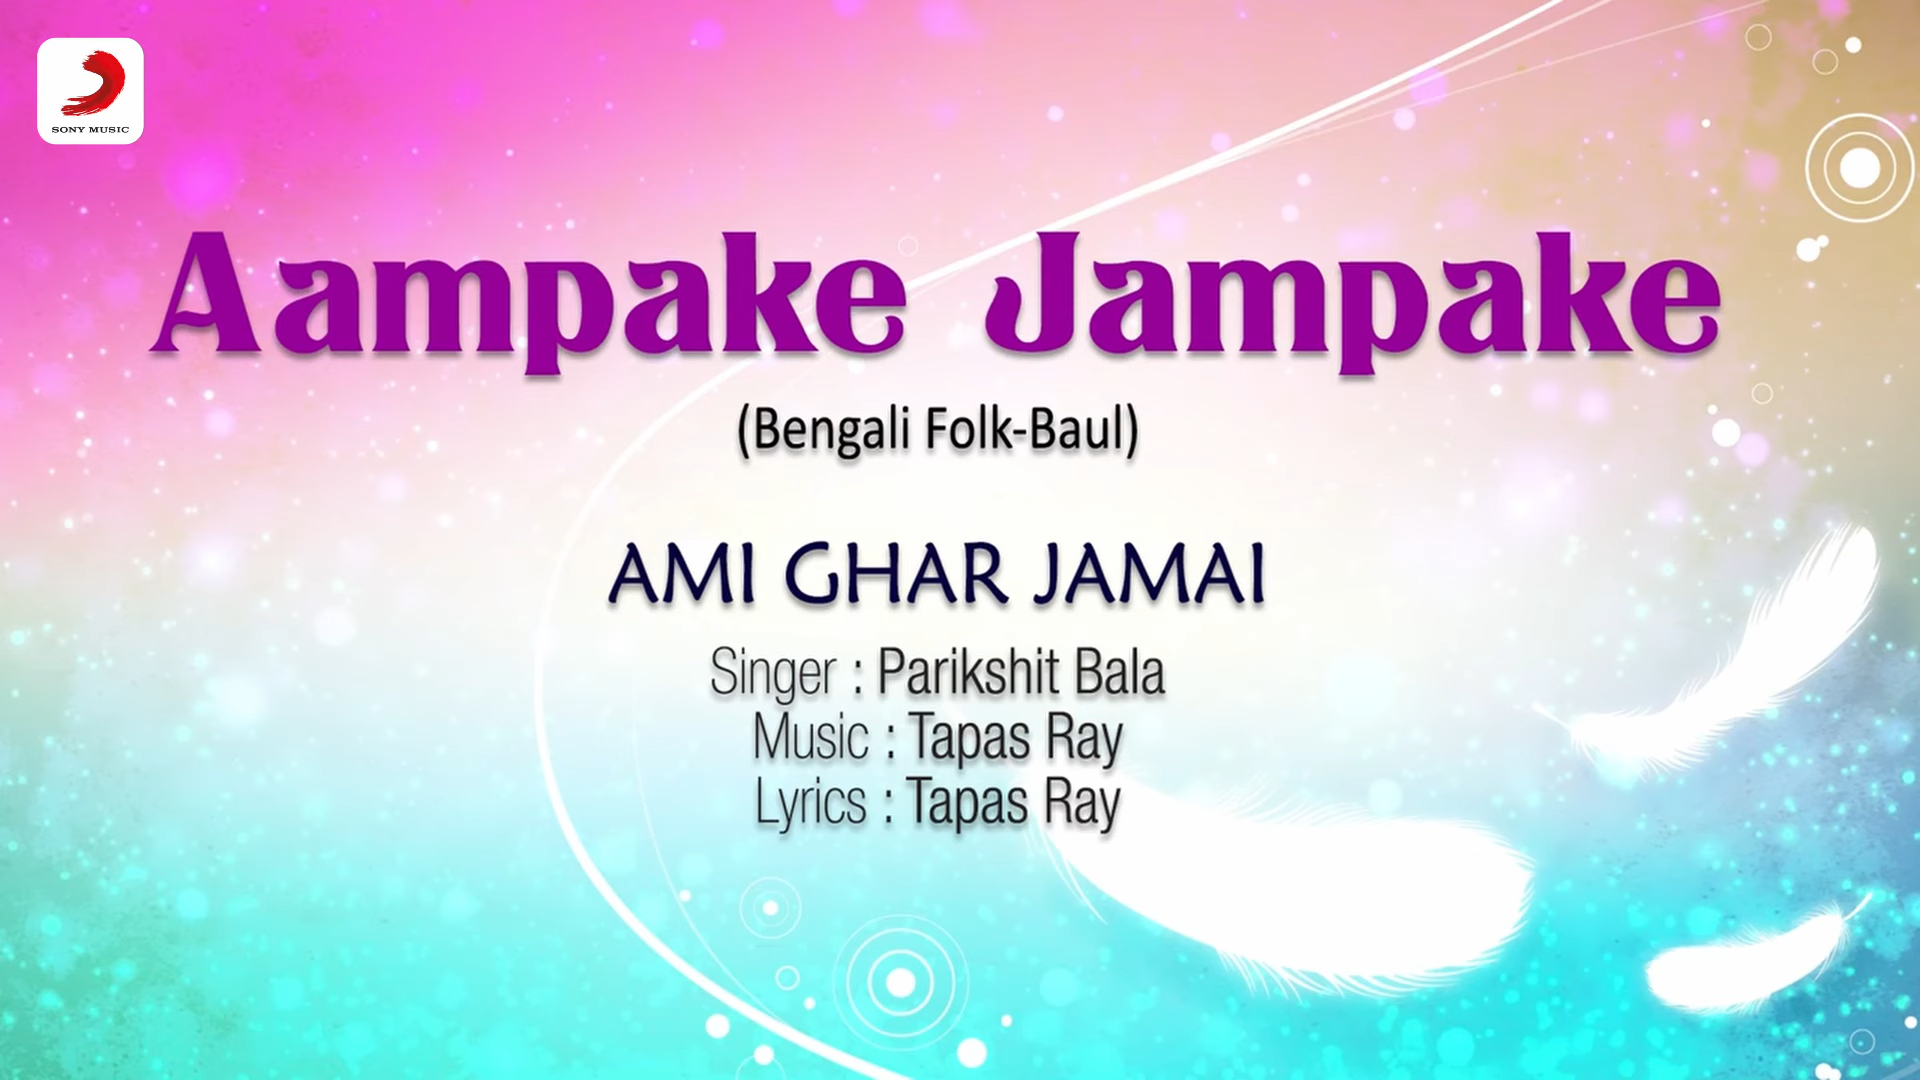 SONY MUSIC
Aampake Jampake
(Bengali Folk-Baul)
AMI GHAR JAMAI
Singer : Parikshit Bala
Music : Tapas Ray
Lyrics : Tapas Ray